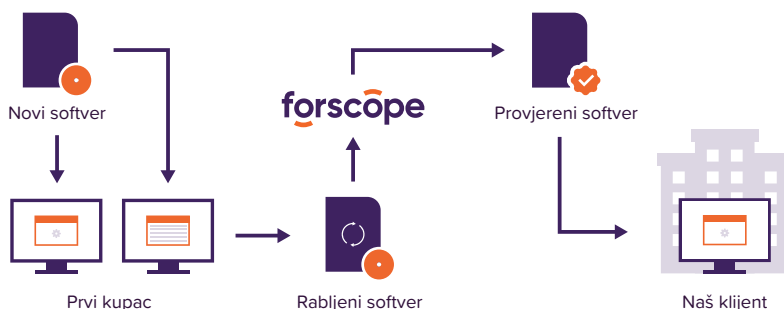 Novi softver
forscope
Provjereni softver
Prvi kupac
Rabljeni softver
Naš klijent